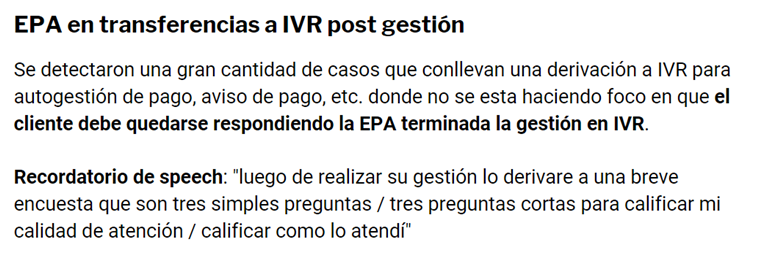 EPA en transferencias a IVR post gestión
Se detectaron una gran cantidad de casos que conllevan una derivación a IVR para
autogestión de pago, aviso de pago, etc. donde no se esta haciendo foco en que el
cliente debe quedarse respondiendo la EPA terminada la gestión en IVR.
Recordatorio de speech: "luego de realizar su gestión lo derivare a una breve
encuesta que son tres simples preguntas / tres preguntas cortas para calificar mi
calidad de atención / calificar como lo atendí"